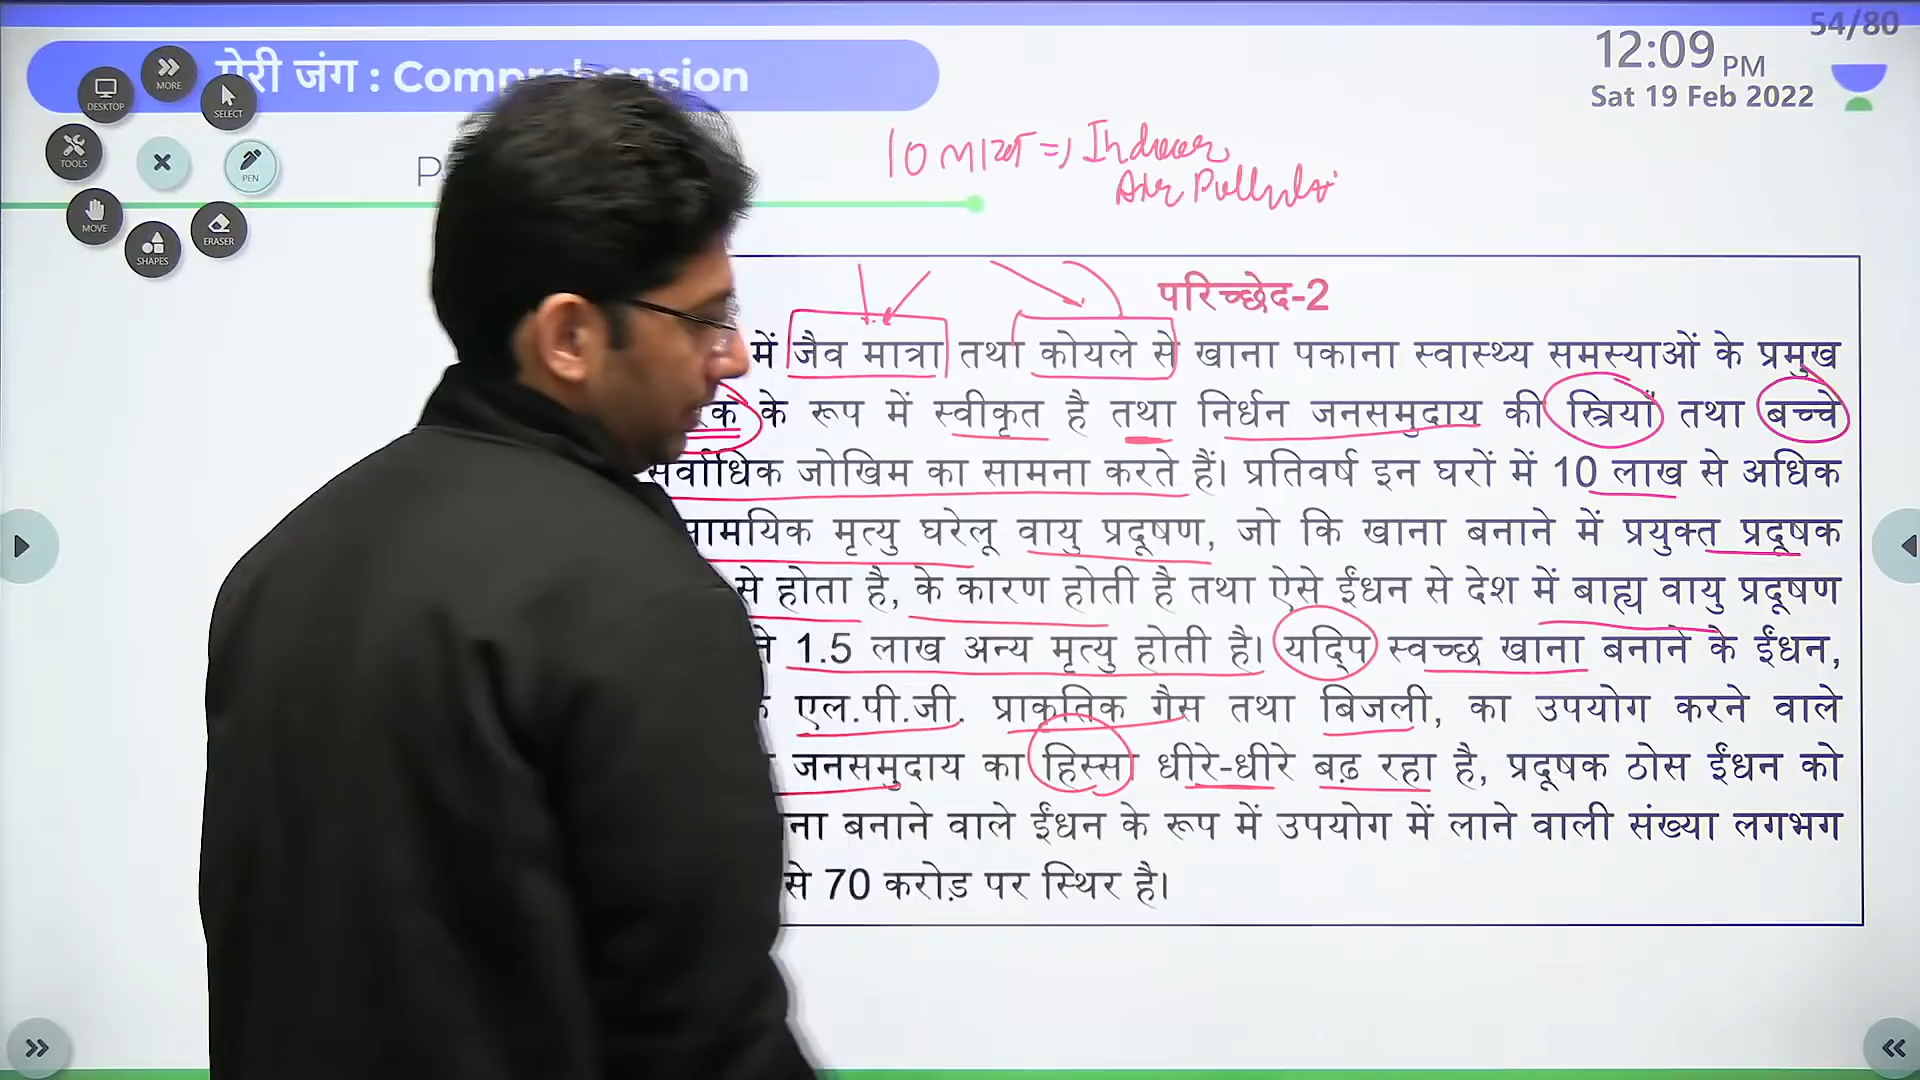 54/80
12:09 PM
Sat 19 Feb 2022
मेरी जंग : Comprehension
MORE
DESKTOP
SELECT
TOOLS
PEN
MOVE
ERASER
SHAPES
P
10 लाख => Indoor
Air Pollution
परिच्छेद-2
में जैव मात्रा तथा कोयले से खाना पकाना स्वास्थ्य समस्याओं के प्रमुख
के रूप में स्वीकृत है तथा निर्धन जनसमुदाय की स्त्रियाँ तथा बच्चे
सर्वाधिक जोखिम का सामना करते हैं। प्रतिवर्ष इन घरों में 10 लाख से अधिक
सामयिक मृत्यु घरेलू वायु प्रदूषण, जो कि खाना बनाने में प्रयुक्त प्रदूषक
से होता है, के कारण होती है तथा ऐसे ईंधन से देश में बाह्य वायु प्रदूषण
1.5 लाख अन्य मृत्यु होती है। यद्पि स्वच्छ खाना बनाने के ईंधन,
एल.पी.जी. प्राकृतिक गैस तथा बिजली, का उपयोग करने वाले
जनसमुदाय का हिस्सा धीरे-धीरे बढ़ रहा है, प्रदूषक ठोस ईंधन को
ना बनाने वाले ईंधन के रूप में उपयोग में लाने वाली संख्या लगभग
से 70 करोड़ पर स्थिर है।